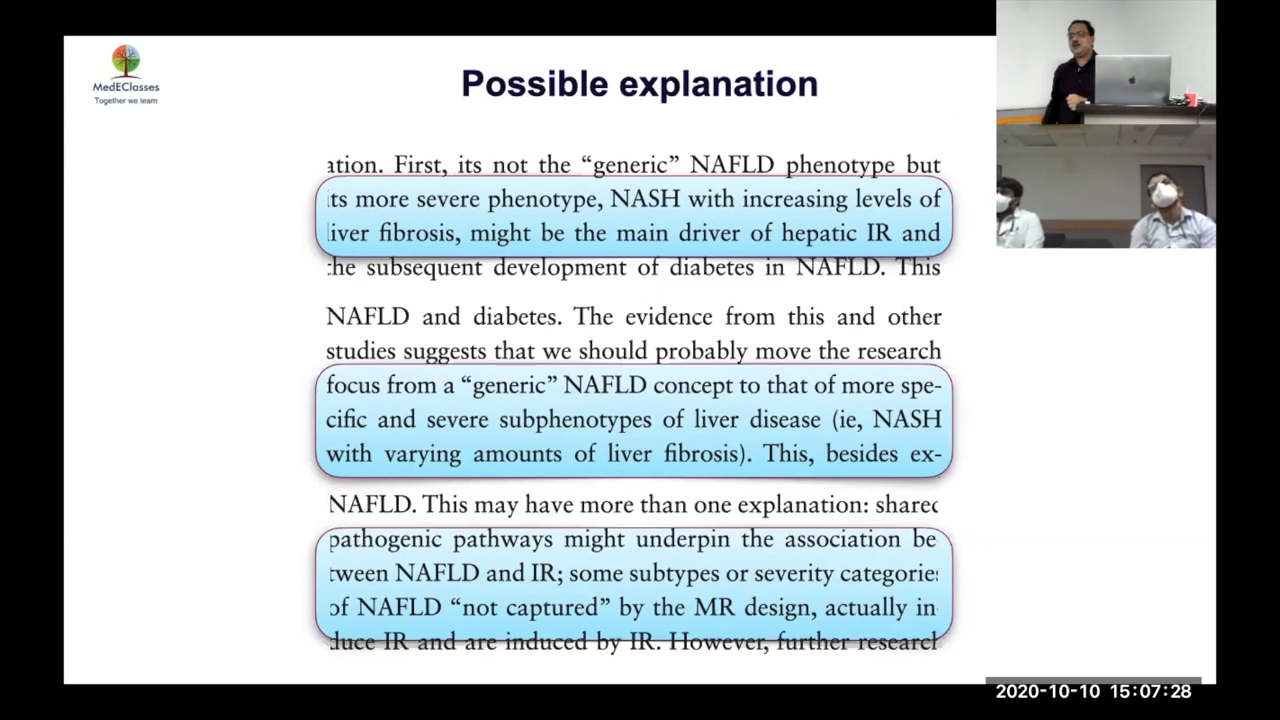 MedEClasses
Together we learn
Possible explanation
ation. First, its not the “generic” NAFLD phenotype but
its more severe phenotype, NASH with increasing levels of
liver fibrosis, might be the main driver of hepatic IR and
the subsequent development of diabetes in NAFLD. This
NAFLD and diabetes. The evidence from this and other
studies suggests that we should probably move the research
focus from a “generic” NAFLD concept to that of more spe-
cific and severe subphenotypes of liver disease (ie, NASH
with varying amounts of liver fibrosis). This, besides ex-
NAFLD. This may have more than one explanation: shared
pathogenic pathways might underpin the association be
tween NAFLD and IR; some subtypes or severity categories
of NAFLD “not captured” by the MR design, actually in-
duce IR and are induced by IR. However, further research
2020-10-10 15:07:28